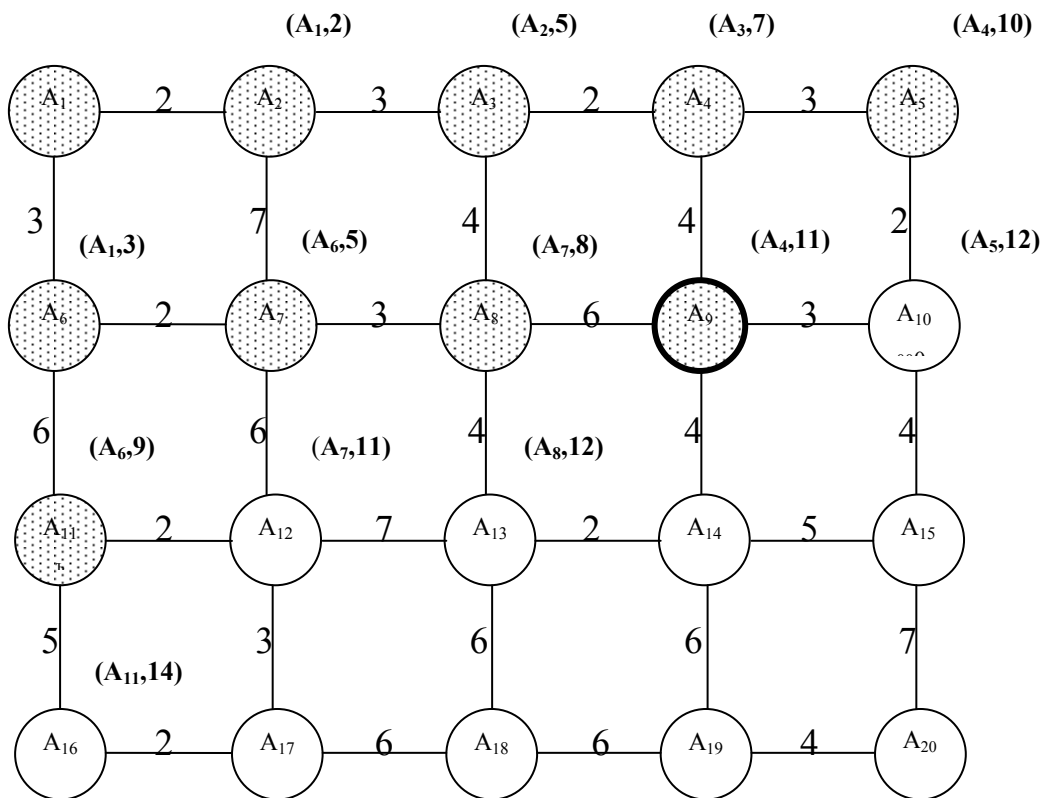 (A₁,2) (A₂,5) (A₃,7) (A₄,10)
A₁ 2 A₂ 3 A₃ 2 A₄ 3 A₅
3 7 4 4 2
(A₁,3) (A₆,5) (A₇,8) (A₄,11) (A₅,12)
A₆ 2 A₇ 3 A₈ 6 A₉ 3 A₁₀
6 6 4 4 4
(A₆,9) (A₇,11) (A₈,12)
A₁₁ 2 A₁₂ 7 A₁₃ 2 A₁₄ 5 A₁₅
5 3 6 6 7
(A₁₁,14)
A₁₆ 2 A₁₇ 6 A₁₈ 6 A₁₉ 4 A₂₀